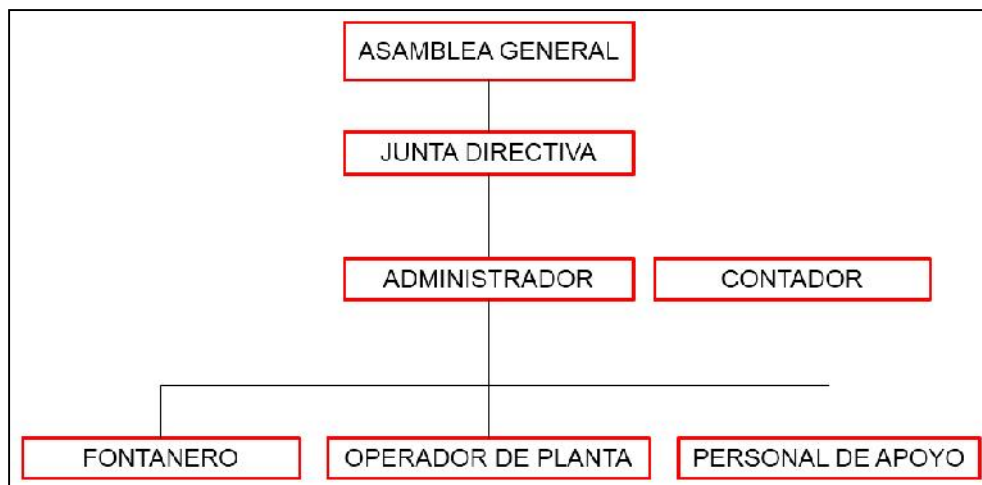 ASAMBLEA GENERAL
JUNTA DIRECTIVA
ADMINISTRADOR
CONTADOR
FONTANERO
OPERADOR DE PLANTA
PERSONAL DE APOYO